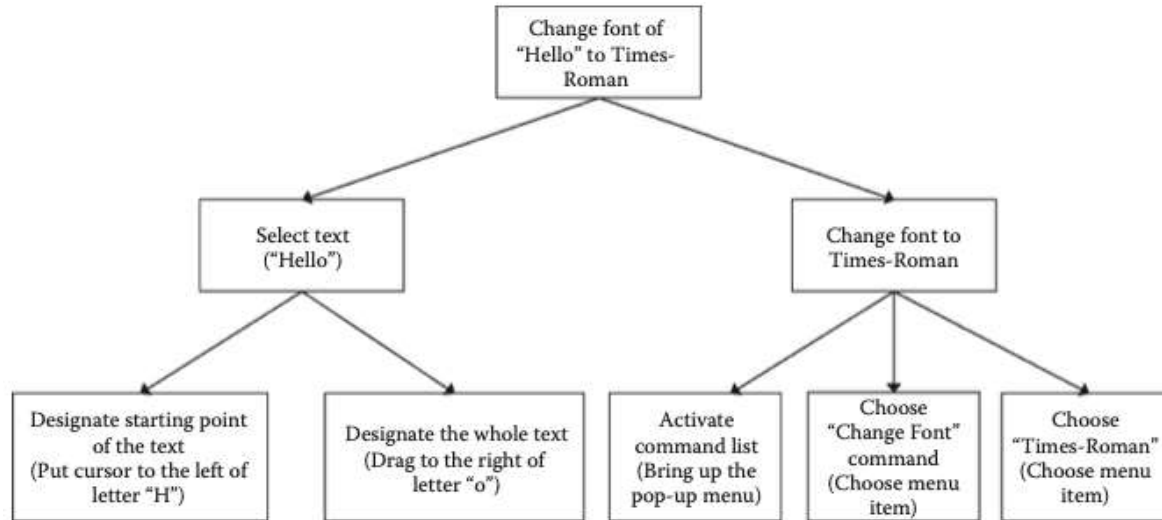 Change font of
“Hello” to Times-
Roman
Select text
(“Hello”)
Change font to
Times-Roman
Designate starting point
of the text
(Put cursor to the left of
letter “H”)
Designate the whole text
(Drag to the right of
letter “o”)
Activate
command list
(Bring up the
pop-up menu)
Choose
“Change Font”
command
(Choose menu
item)
Choose
“Times-Roman”
(Choose menu
item)